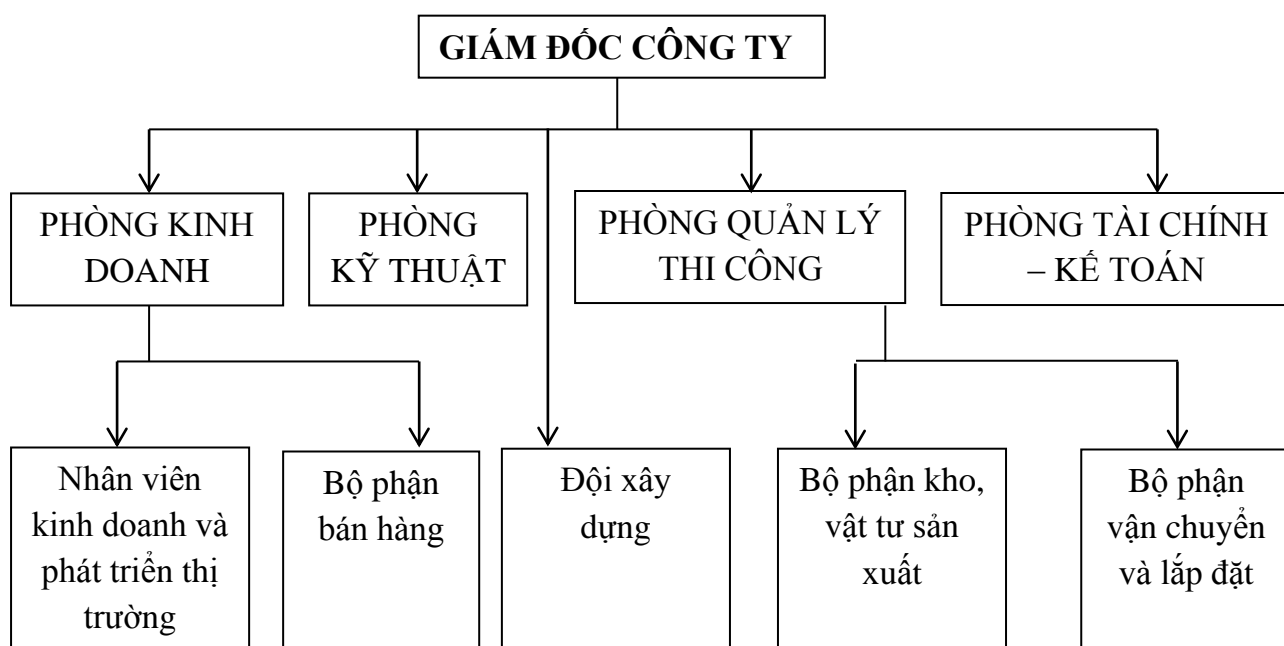 GIÁM ĐỐC CÔNG TY
PHÒNG KINH
DOANH
PHÒNG
KỸ THUẬT
PHÒNG QUẢN LÝ
THI CÔNG
PHÒNG TÀI CHÍNH
– KẾ TOÁN
Nhân viên
kinh doanh và
phát triển thị
trường
Bộ phận
bán hàng
Đội xây
dựng
Bộ phận kho,
vật tư sản
xuất
Bộ phận
vận chuyển
và lắp đặt